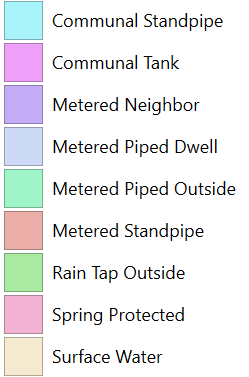 Communal Standpipe
Communal Tank
Metered Neighbor
Metered Piped Dwell
Metered Piped Outside
Metered Standpipe
Rain Tap Outside
Spring Protected
Surface Water